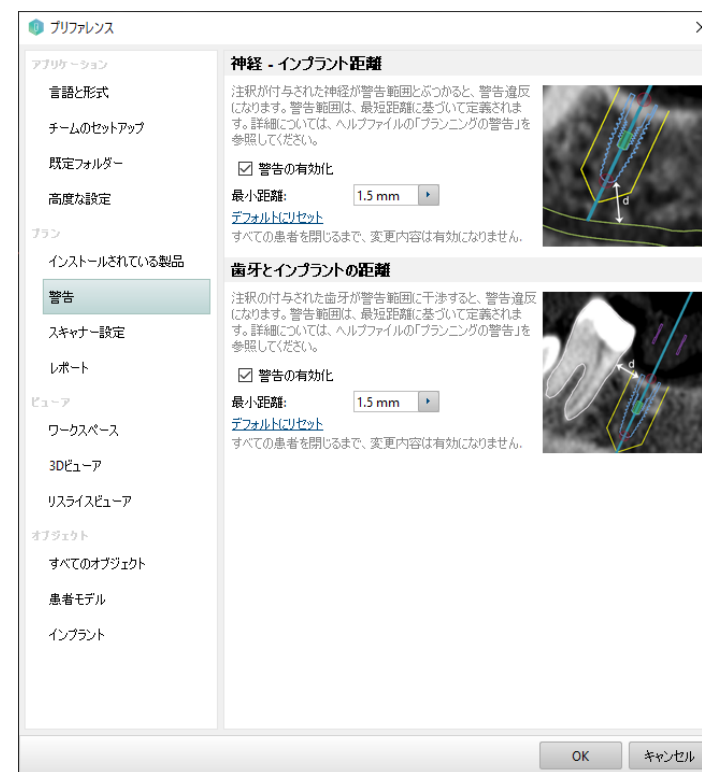 プリファレンス
アプリケーション
言語と形式
チームのセットアップ
既定フォルダー
高度な設定
プラン
インストールされている製品
警告
スキャナー設定
レポート
ビューア
ワークスペース
3Dビューア
リスライスビューア
オブジェクト
すべてのオブジェクト
患者モデル
インプラント
神経 - インプラント距離
注釈が付与された神経が警告範囲とぶつかると、警告違反
になります。警告範囲は、最短距離に基づいて定義されま
す。詳細については、ヘルプファイルの「プランニングの警告」を
参照してください。
警告の有効化
最小距離: 1.5 mm
デフォルトにリセット
すべての患者を閉じるまで、変更内容は有効になりません.
d
歯牙とインプラントの距離
注釈の付与された歯牙が警告範囲に干渉すると、警告違反
になります。警告範囲は、最短距離に基づいて定義されま
す。詳細については、ヘルプファイルの「プランニングの警告」を
参照してください。
警告の有効化
最小距離: 1.5 mm
デフォルトにリセット
すべての患者を閉じるまで、変更内容は有効になりません.
d
OK キャンセル